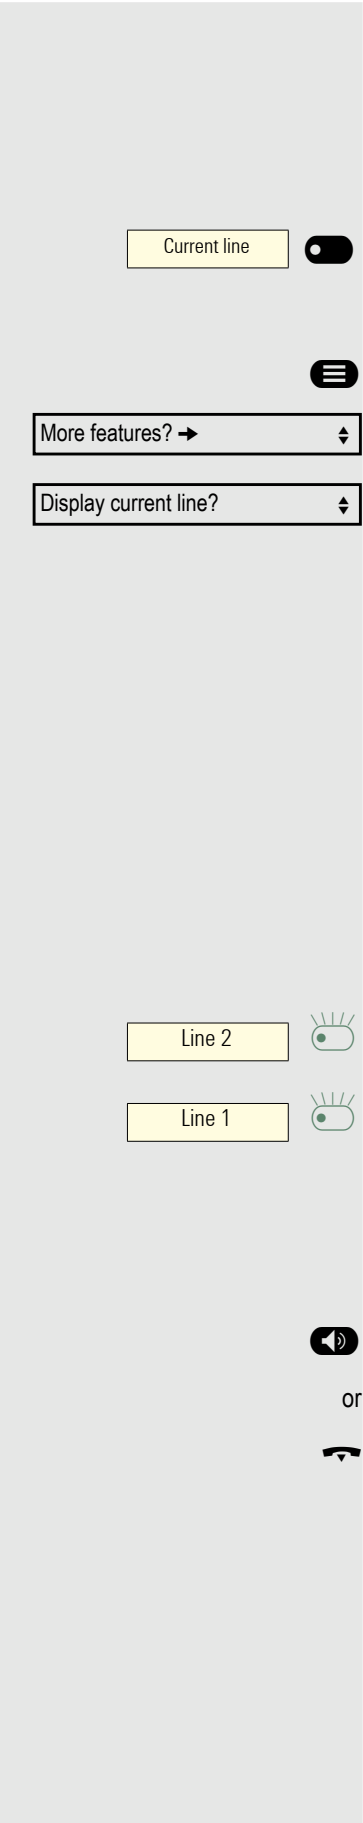 Current line
More features? →
Display current line?
Line 2
Line 1
or